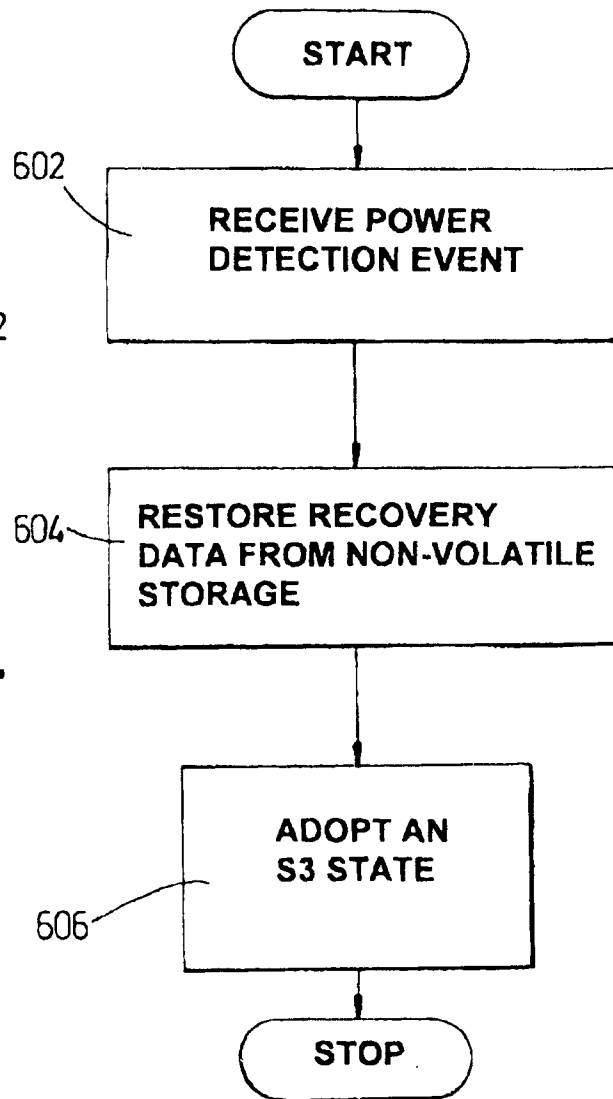 START
602
RECEIVE POWER
DETECTION EVENT
2
604
RESTORE RECOVERY
DATA FROM NON-VOLATILE
STORAGE
ADOPT AN
S3 STATE
606
STOP